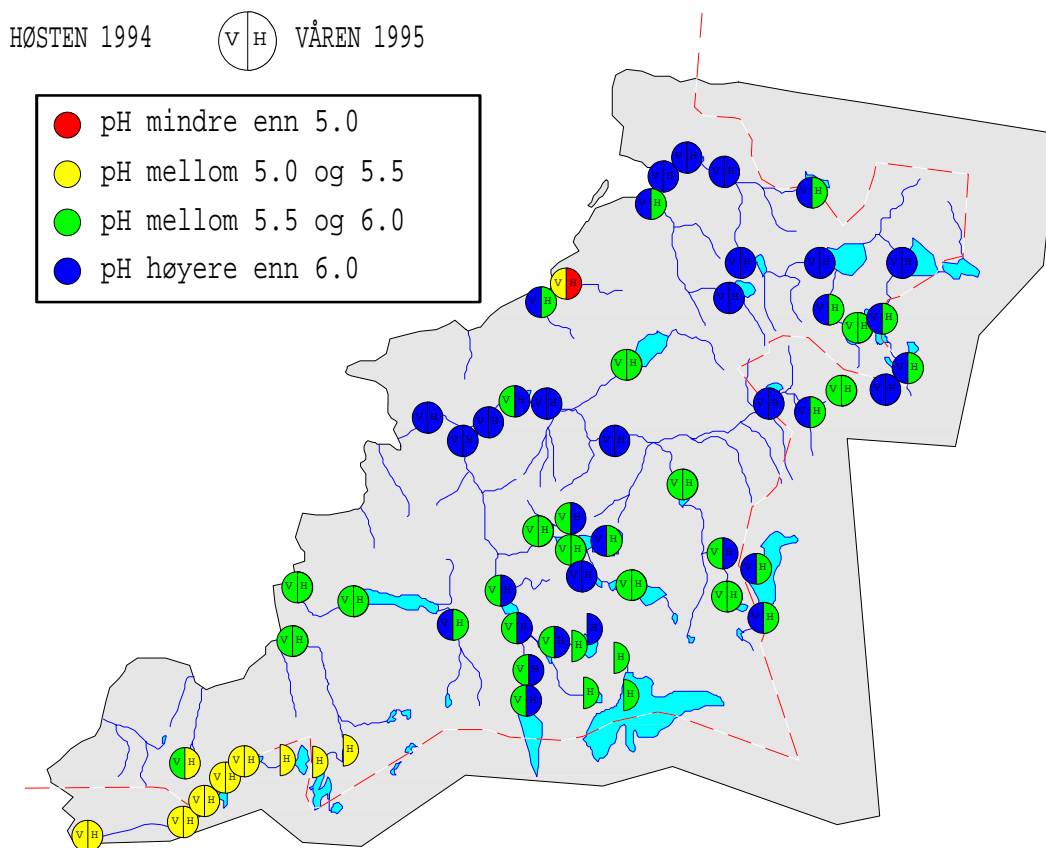 HØSTEN 1994 V H VÅREN 1995
pH mindre enn 5.0
pH mellom 5.0 og 5.5
pH mellom 5.5 og 6.0
pH høyere enn 6.0